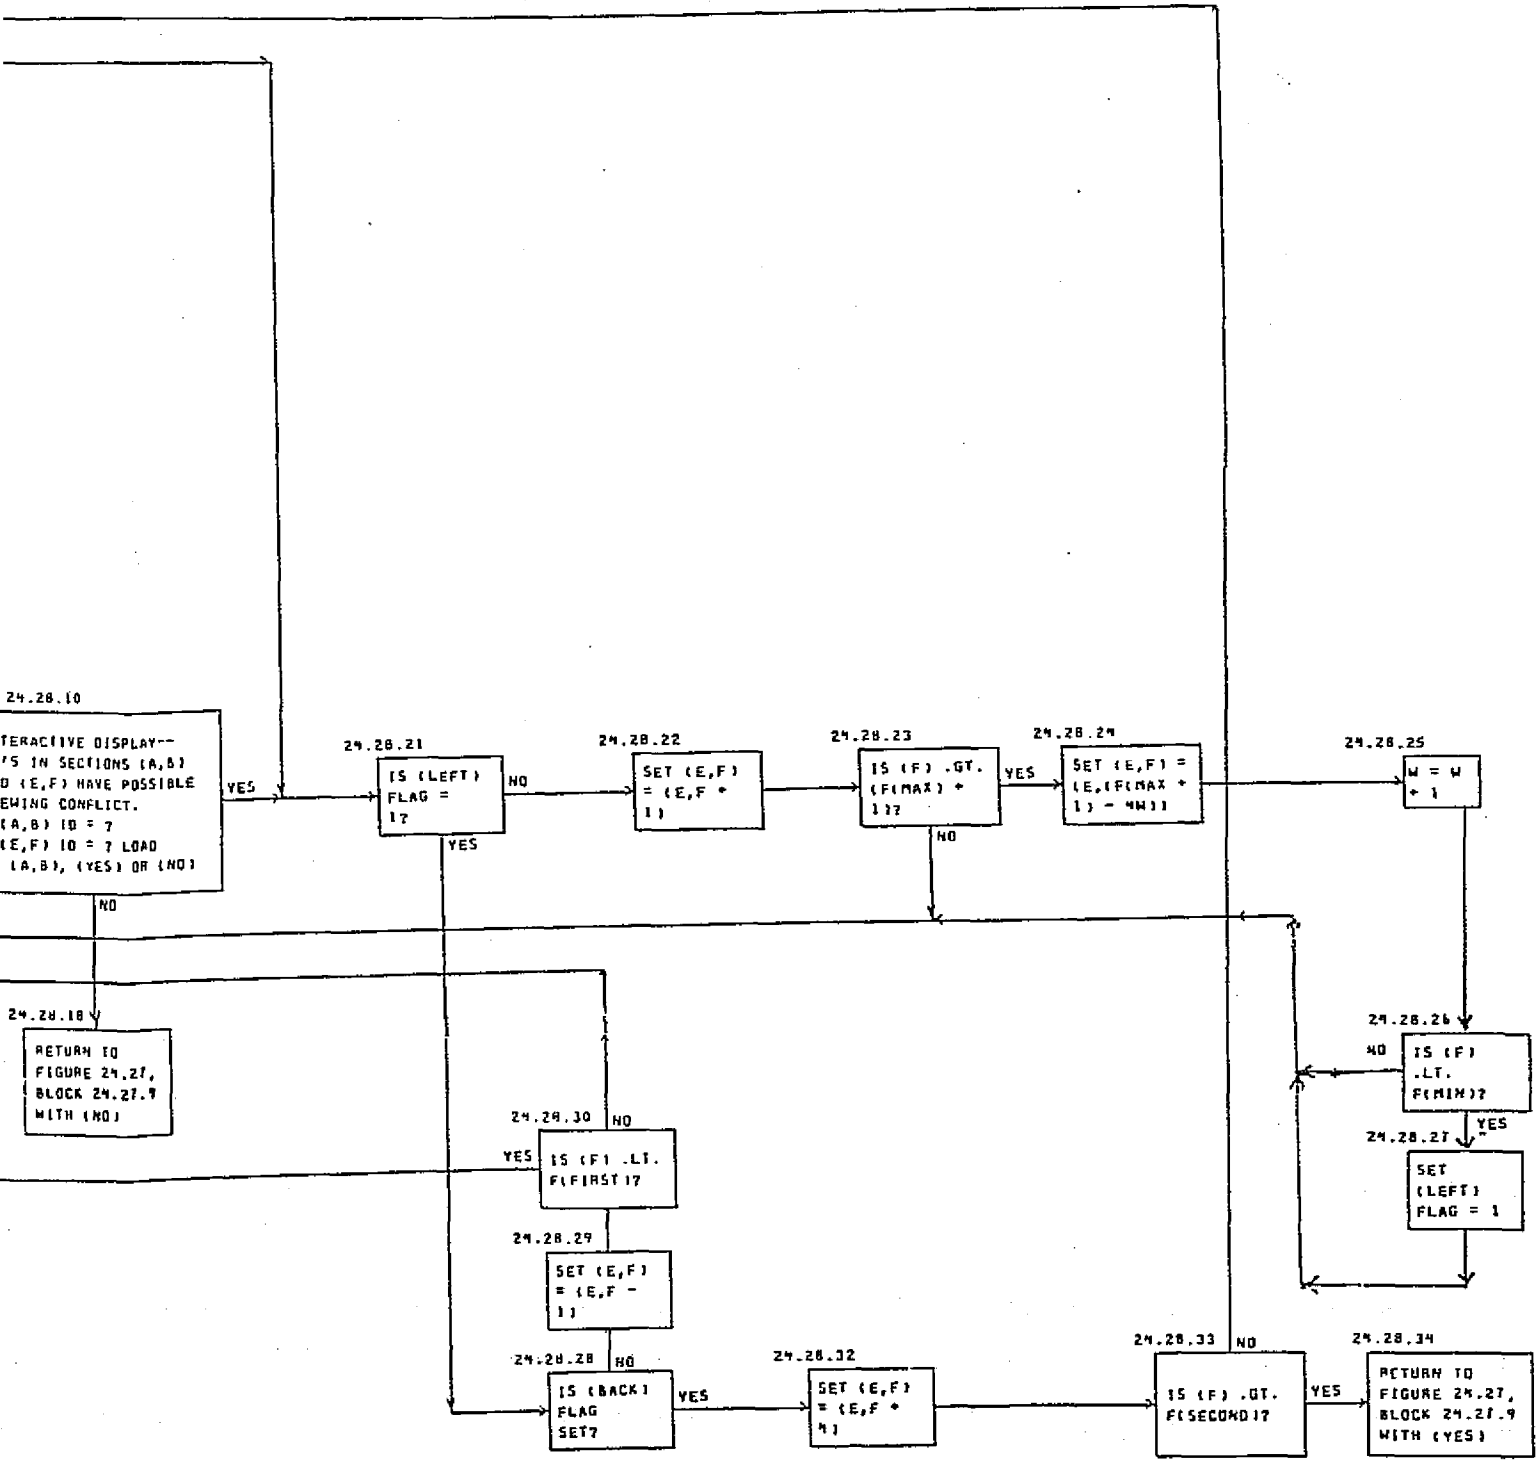 24.28.10
TERACTIVE DISPLAY--
'S IN SECTIONS (A,B)
D (E,F) HAVE POSSIBLE
EWING CONFLICT.
(A,B) ID = ?
(E,F) ID = ? LOAD
(A,B), (YES) OR (NO)
YES
NO
24.28.18
RETURN TO
FIGURE 24.27,
BLOCK 24.27.9
WITH (NO)
24.28.21
IS (LEFT)
FLAG =
1?
NO
YES
24.28.22
SET (E,F)
= (E,F +
1)
24.28.23
IS (F) .GT.
(F(MAX) +
1)?
YES
NO
24.28.24
SET (E,F) =
(E,(F(MAX +
1) - 4W))
24.28.25
W = W
+ 1
24.28.26
NO
IS (F)
.LT.
F(MIN)?
YES
24.28.27
SET
(LEFT)
FLAG = 1
24.28.30
NO
YES
IS (F) .LT.
F(FIRST)?
24.28.29
SET (E,F)
= (E,F -
1)
24.28.28
NO
IS (BACK)
FLAG
SET?
YES
24.28.32
SET (E,F)
= (E,F +
4)
24.28.33
NO
IS (F) .GT.
F(SECOND)?
YES
24.28.34
RETURN TO
FIGURE 24.27,
BLOCK 24.27.9
WITH (YES)